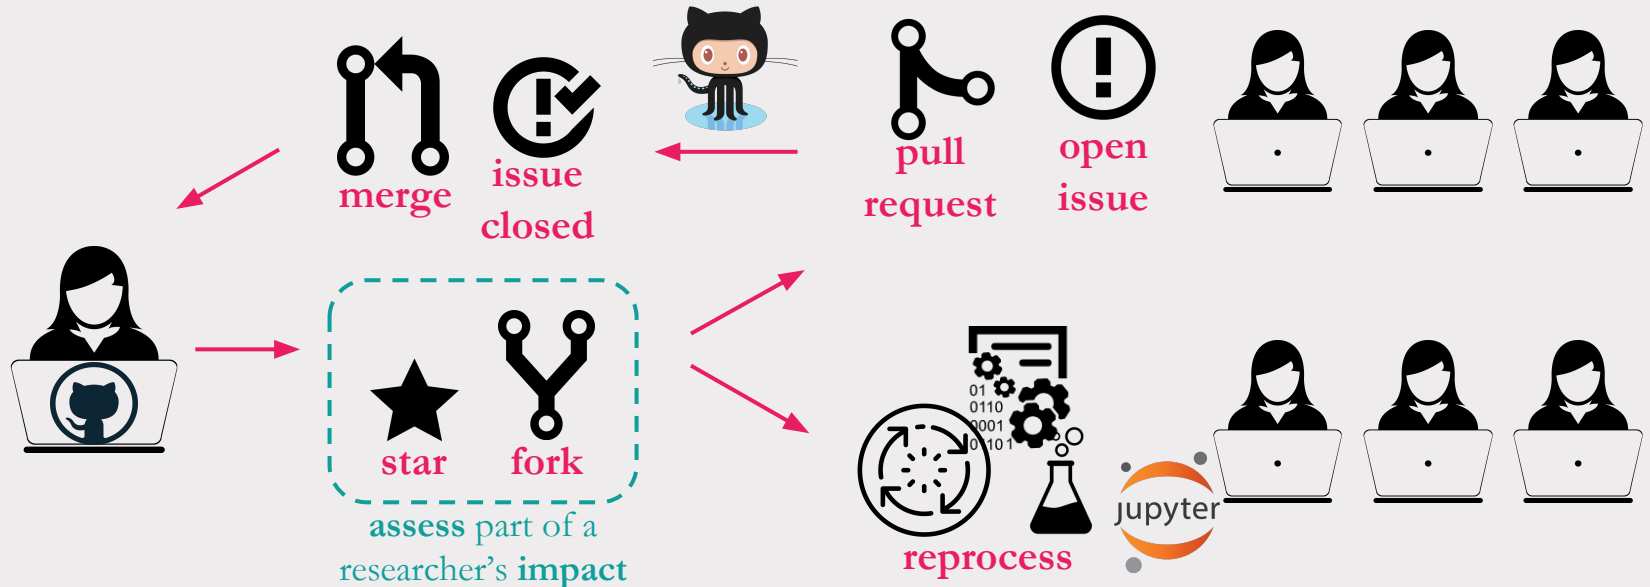 merge
issue
closed
pull
request
open
issue
star
fork
assess part of a
researcher's impact
01
0110
0001
01101
jupyter
reprocess